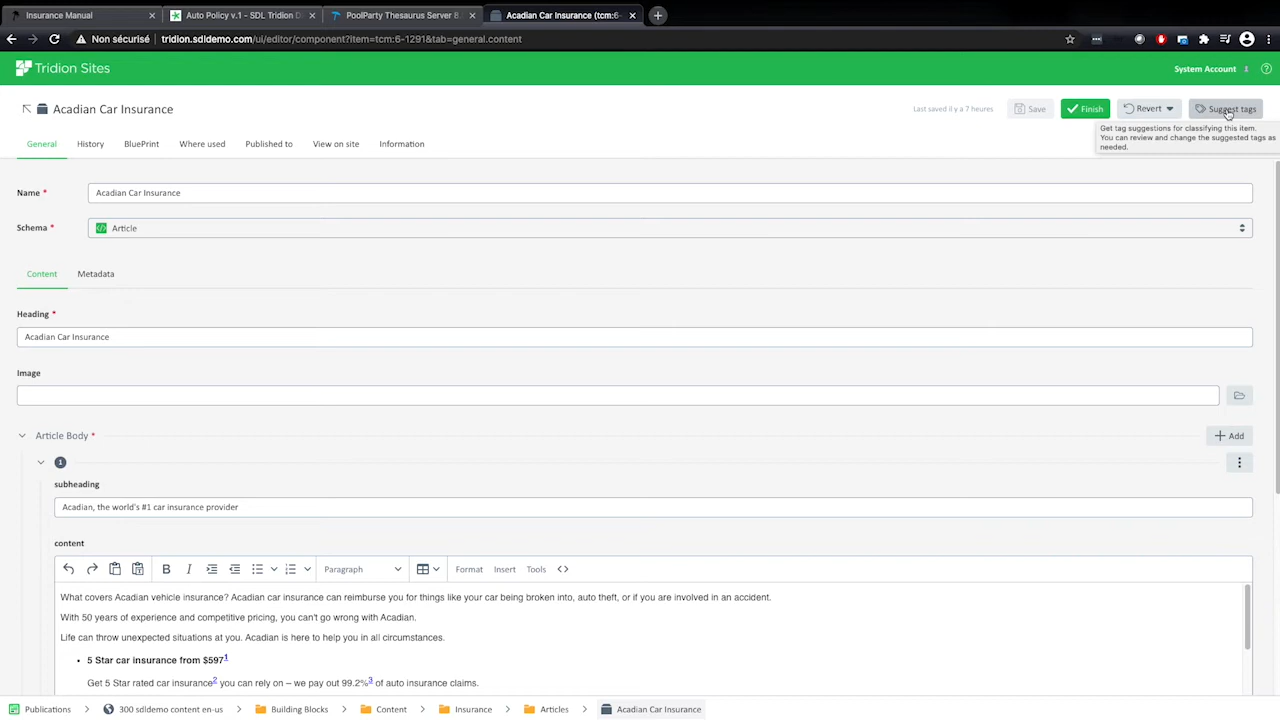 Insurance Manual
Auto Policy v.1 - SDL Tridion D
PoolParty Thesaurus Server 8.
Acadian Car Insurance (tcm:6-
Non sécurisé
tridion.sdldemo.com/ui/editor/component?item=tcm:6-1291&tab=general.content
Tridion Sites
System Account
Acadian Car Insurance
Last saved il y a 7 heures
Save
Finish
Revert
Suggest tags
Get tag suggestions for classifying this item.
You can review and change the suggested tags as
needed.
General
History
BluePrint
Where used
Published to
View on site
Information
Name *
Acadian Car Insurance
Schema *
Article
Content
Metadata
Heading *
Acadian Car Insurance
Image
Article Body *
Add
1
subheading
Acadian, the world's #1 car insurance provider
content
B I
Paragraph
Format
Insert
Tools
What covers Acadian vehicle insurance? Acadian car insurance can reimburse you for things like your car being broken into, auto theft, or if you are involved in an accident.
With 50 years of experience and competitive pricing, you can't go wrong with Acadian.
Life can throw unexpected situations at you. Acadian is here to help you in all circumstances.
• 5 Star car insurance from $597¹
Get 5 Star rated car insurance² you can rely on – we pay out 99.2%³ of auto insurance claims.
Publications
300 sdldemo content en-us
Building Blocks
Content
Insurance
Articles
Acadian Car Insurance